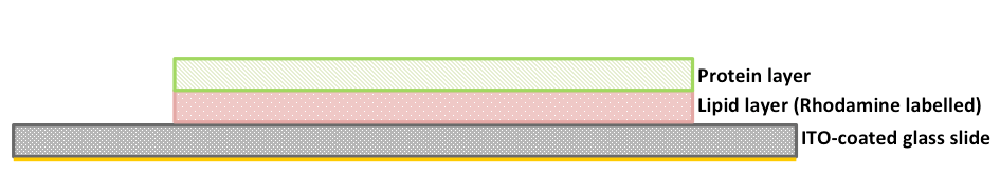 Protein layer
Lipid layer (Rhodamine labelled)
ITO-coated glass slide